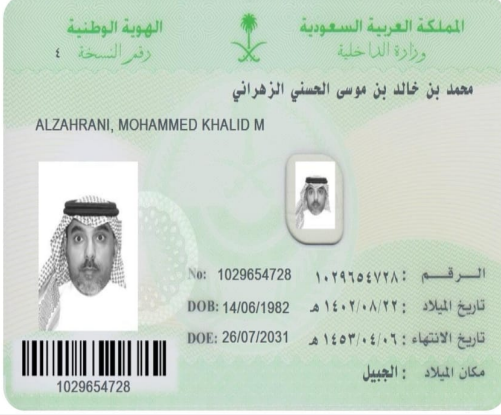 المملكة العربية السعودية
وزارة الداخلية
الهوية الوطنية
رقم النسخة ٤
محمد بن خالد بن موسى الحسني الزهراني
ALZAHRANI, MOHAMMED KHALID M
No: 1029654728 الـرقـم : ١٠٢٩٦٥٤٧٢٨
DOB: 14/06/1982 تاريخ الميلاد : ١٤٠٢/٠٨/٢٢ هـ
DOE: 26/07/2031 تاريخ الانتهاء : ١٤٥٣/٠٤/٠٦ هـ
مكان الميلاد : الجبيل
1029654728